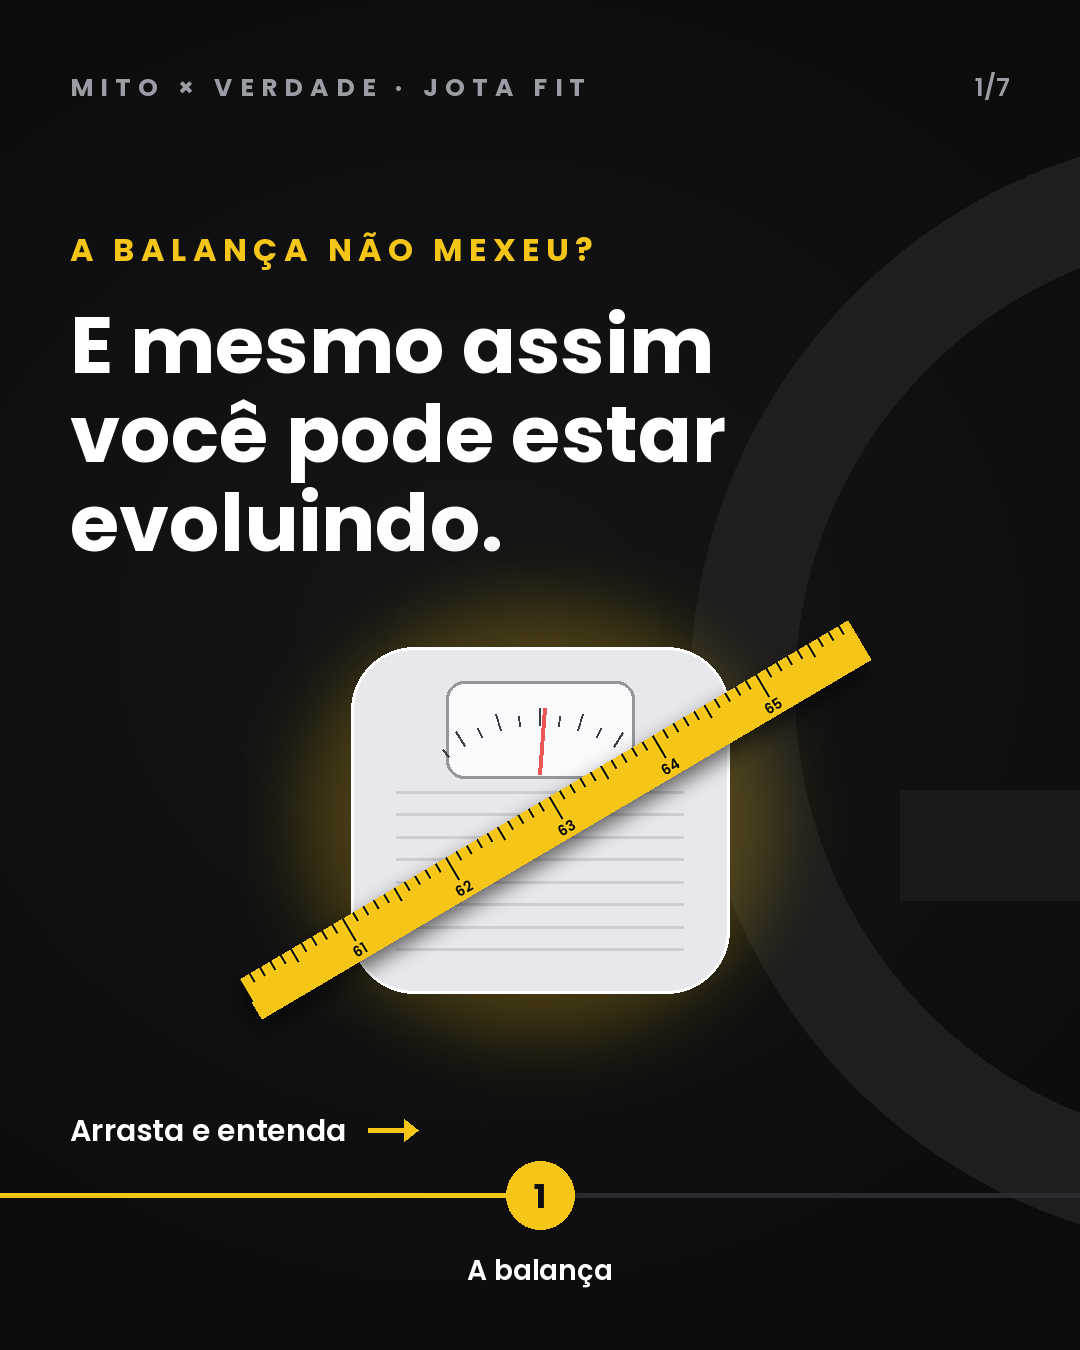 MITO × VERDADE · JOTA FIT
1/7
A BALANÇA NÃO MEXEU?
E mesmo assim
você pode estar
evoluindo.
65
64
63
62
61
Arrasta e entenda
1
A balança